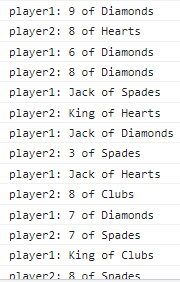 player1: 9 of Diamonds
player2: 8 of Hearts
player1: 6 of Diamonds
player2: 8 of Diamonds
player1: Jack of Spades
player2: King of Hearts
player1: Jack of Diamonds
player2: 3 of Spades
player1: Jack of Hearts
player2: 8 of Clubs
player1: 7 of Diamonds
player2: 7 of Spades
player1: King of Clubs
player2: 8 of Spades